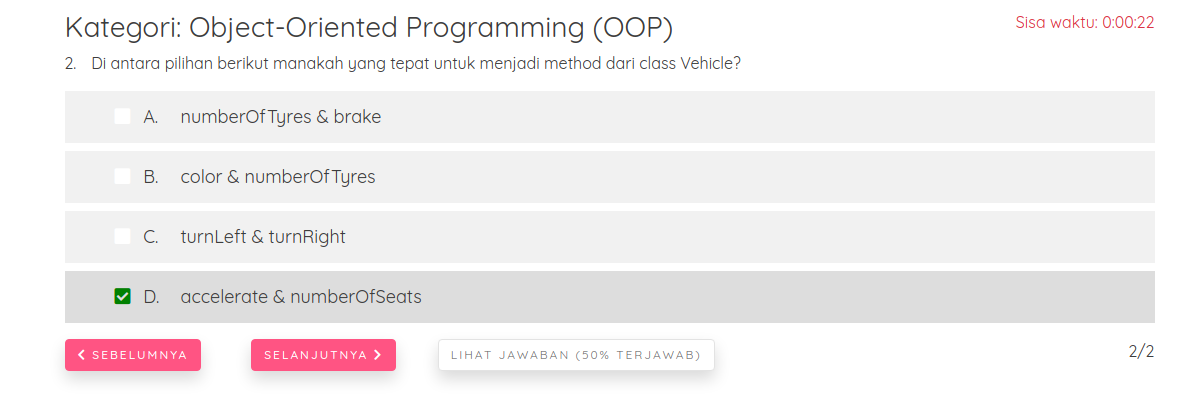 Kategori: Object-Oriented Programming (OOP)
Sisa waktu: 0:00:22
2. Di antara pilihan berikut manakah yang tepat untuk menjadi method dari class Vehicle?
A. numberOfTyres & brake
B. color & numberOfTyres
C. turnLeft & turnRight
D. accelerate & numberOfSeats
SEBELUMNYA
SELANJUTNYA
LIHAT JAWABAN (50% TERJAWAB)
2/2